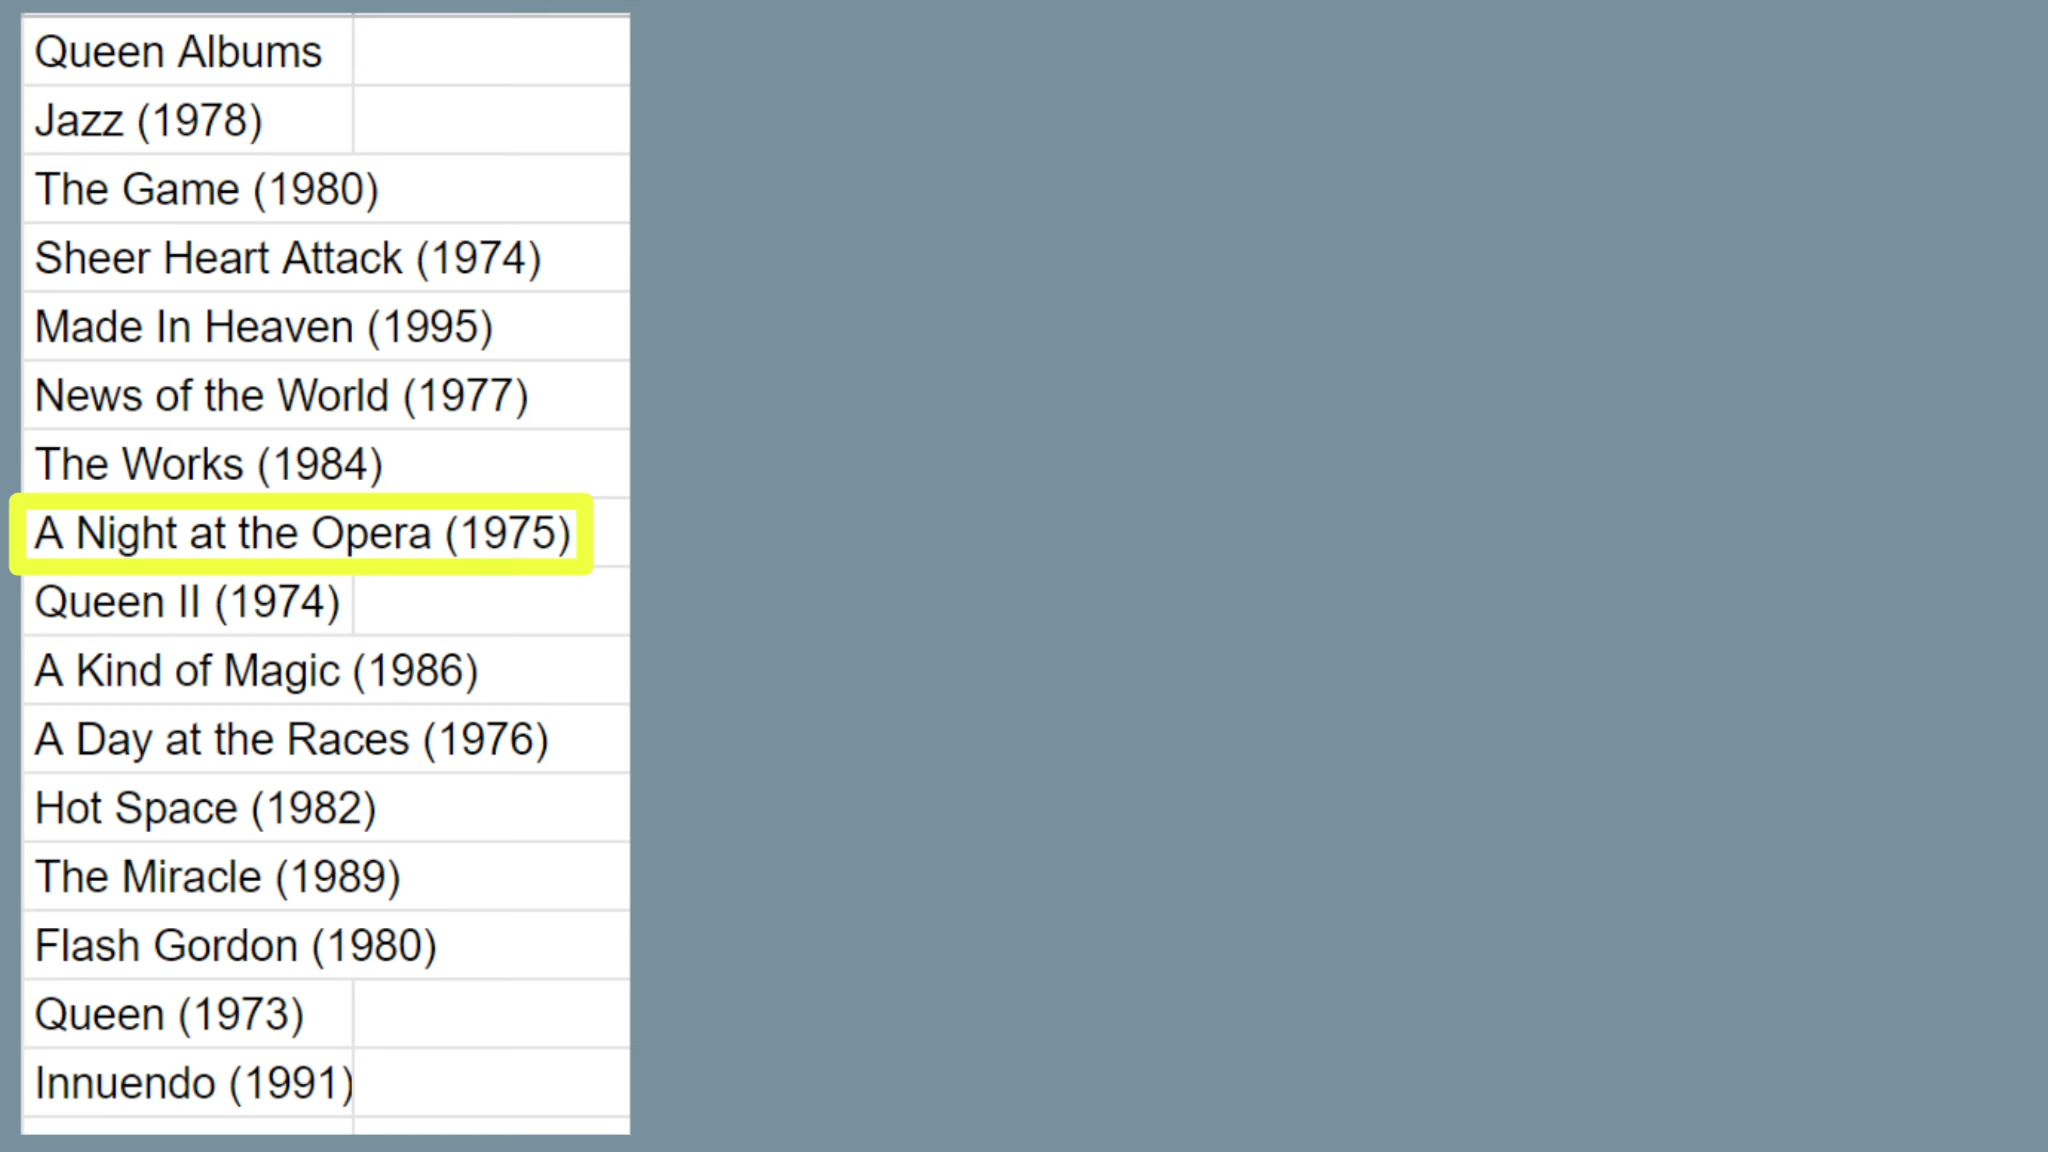 Queen Albums
Jazz (1978)
The Game (1980)
Sheer Heart Attack (1974)
Made In Heaven (1995)
News of the World (1977)
The Works (1984)
A Night at the Opera (1975)
Queen II (1974)
A Kind of Magic (1986)
A Day at the Races (1976)
Hot Space (1982)
The Miracle (1989)
Flash Gordon (1980)
Queen (1973)
Innuendo (1991)